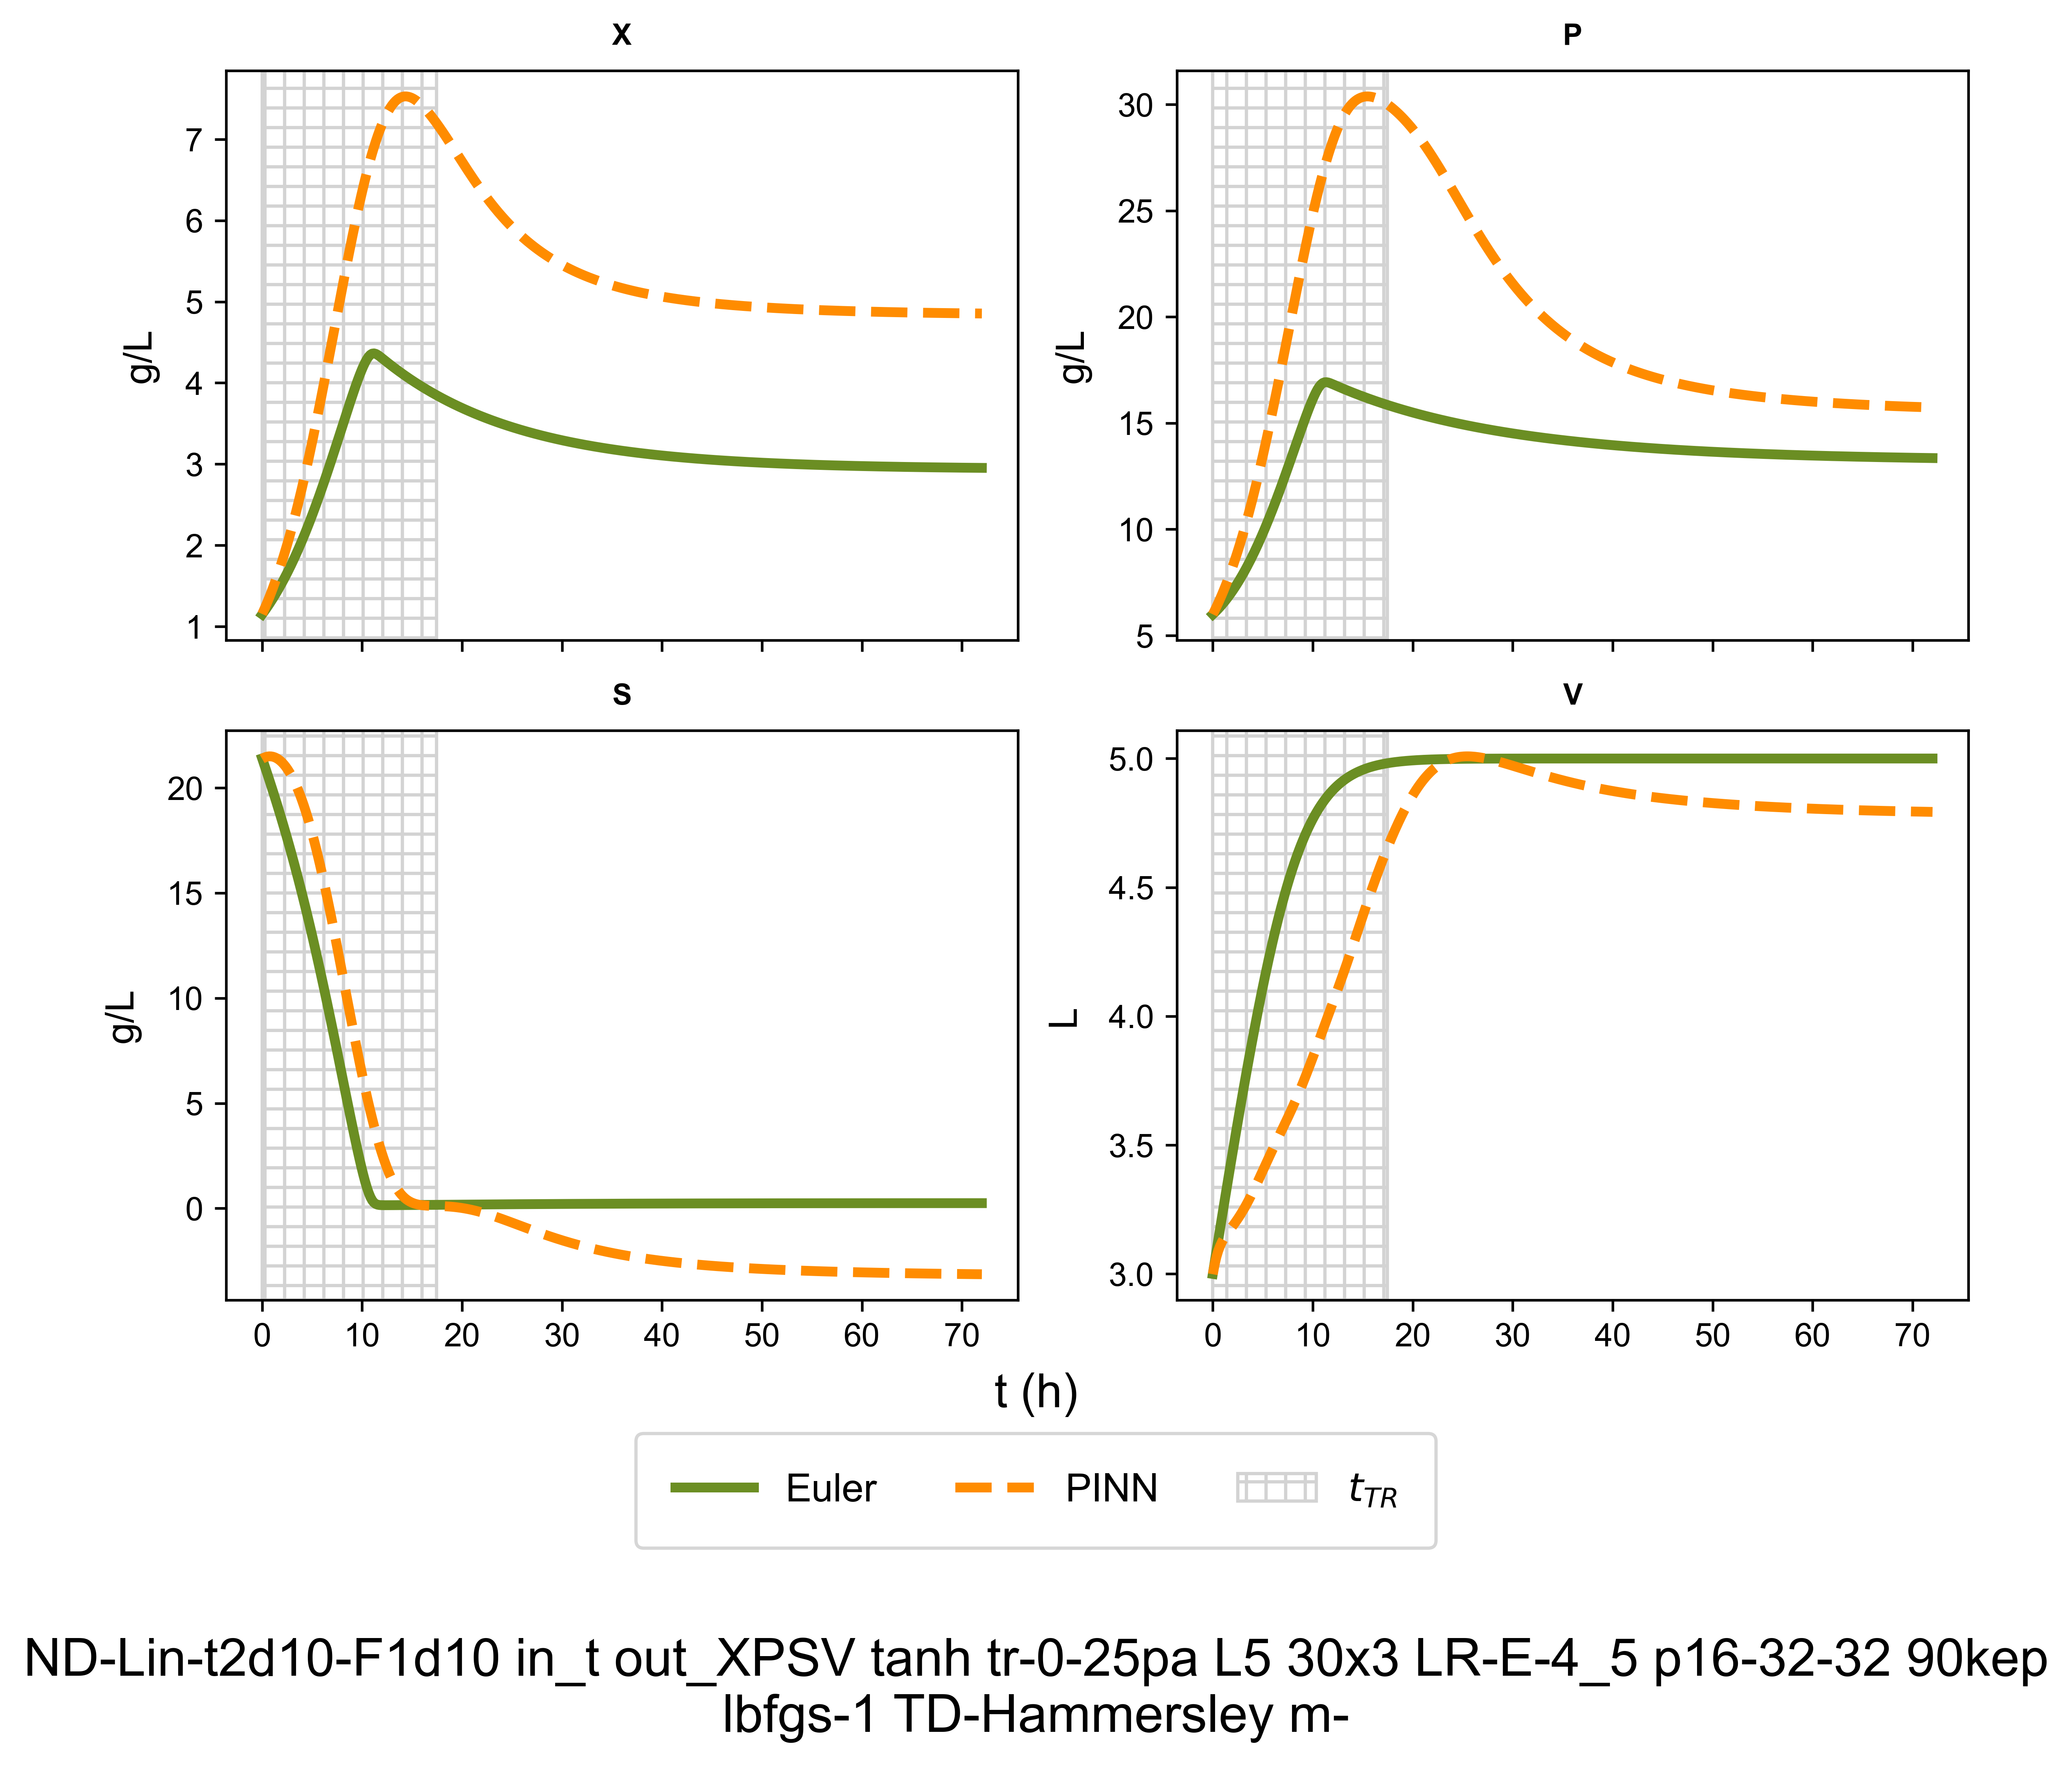 X
P
g/L
7
6
5
4
3
2
1
g/L
30
25
20
15
10
5
S
V
g/L
20
15
10
5
0
L
5.0
4.5
4.0
3.5
3.0
0 10 20 30 40 50 60 70
0 10 20 30 40 50 60 70
t (h)
Euler PINN t_TR
ND-Lin-t2d10-F1d10 in_t out_XPSV tanh tr-0-25pa L5 30x3 LR-E-4_5 p16-32-32 90kep
lbfgs-1 TD-Hammersley m-